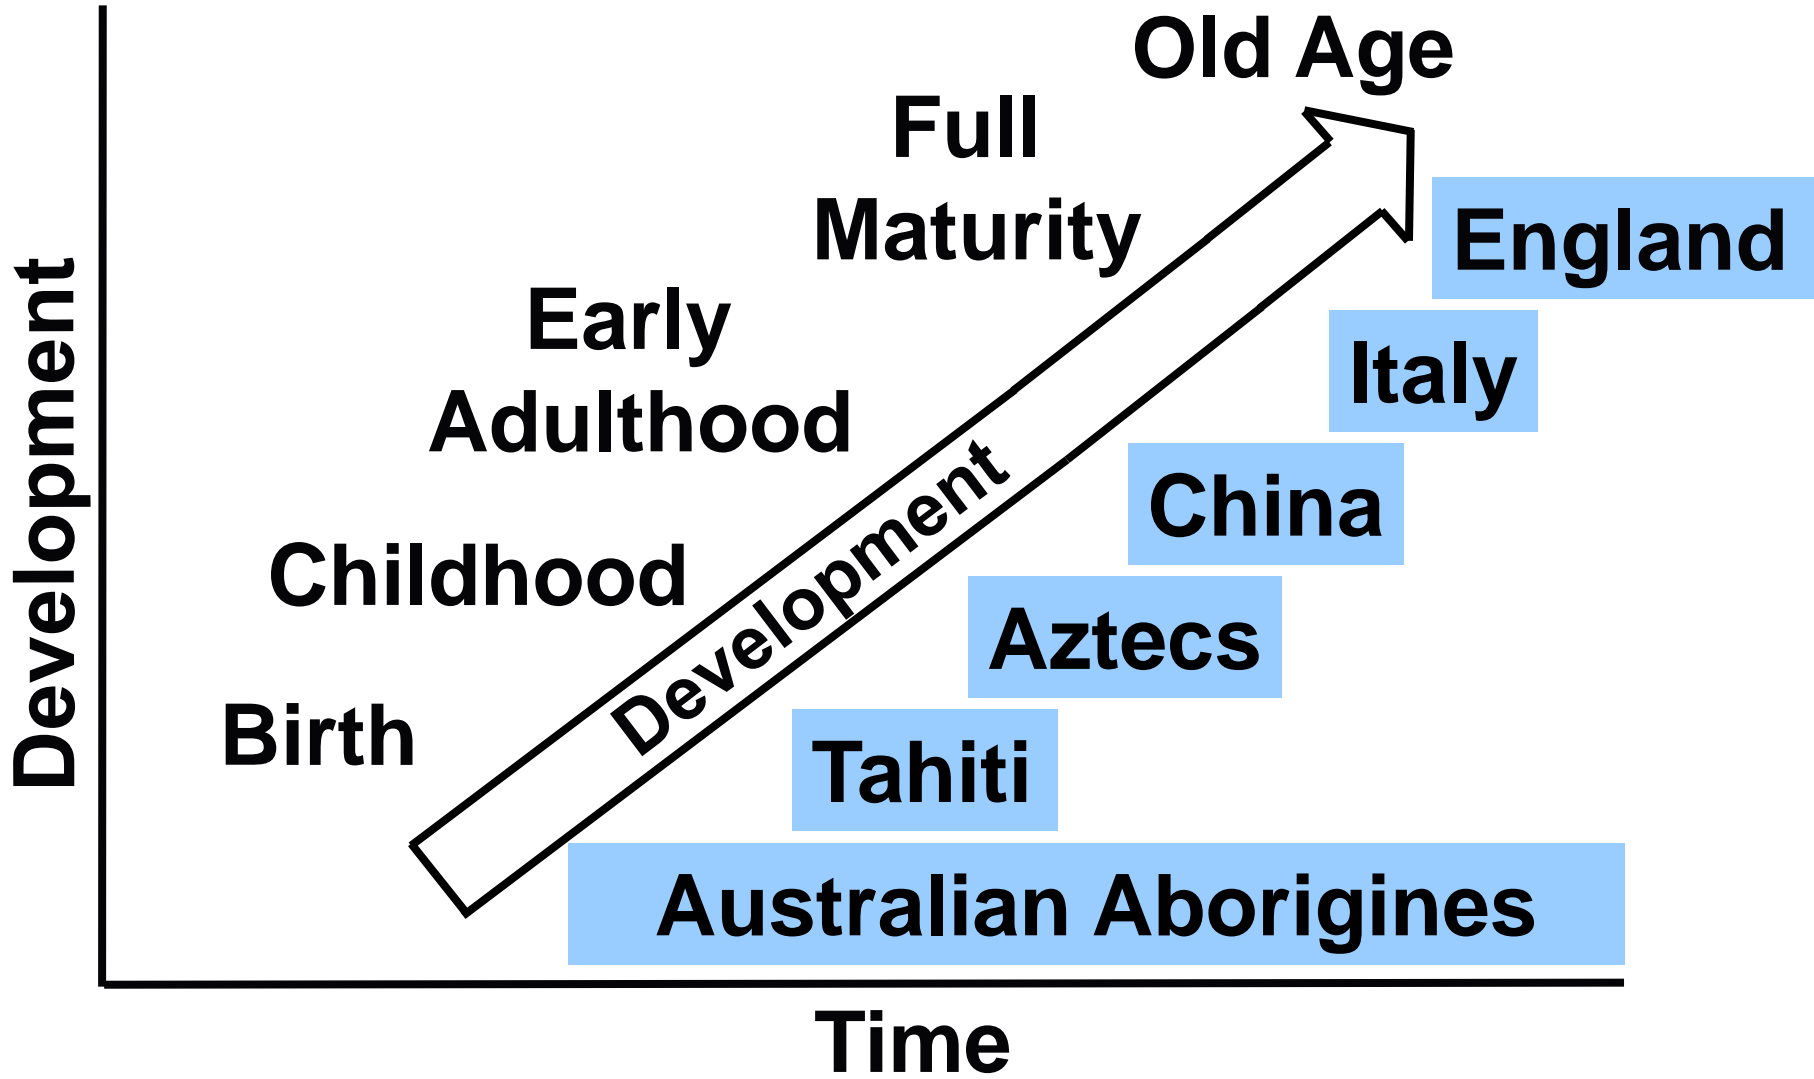 Old Age
Full
Maturity
England
Early
Adulthood
Italy
China
Childhood
Aztecs
Birth
Tahiti
Australian Aborigines
Development
Development
Time